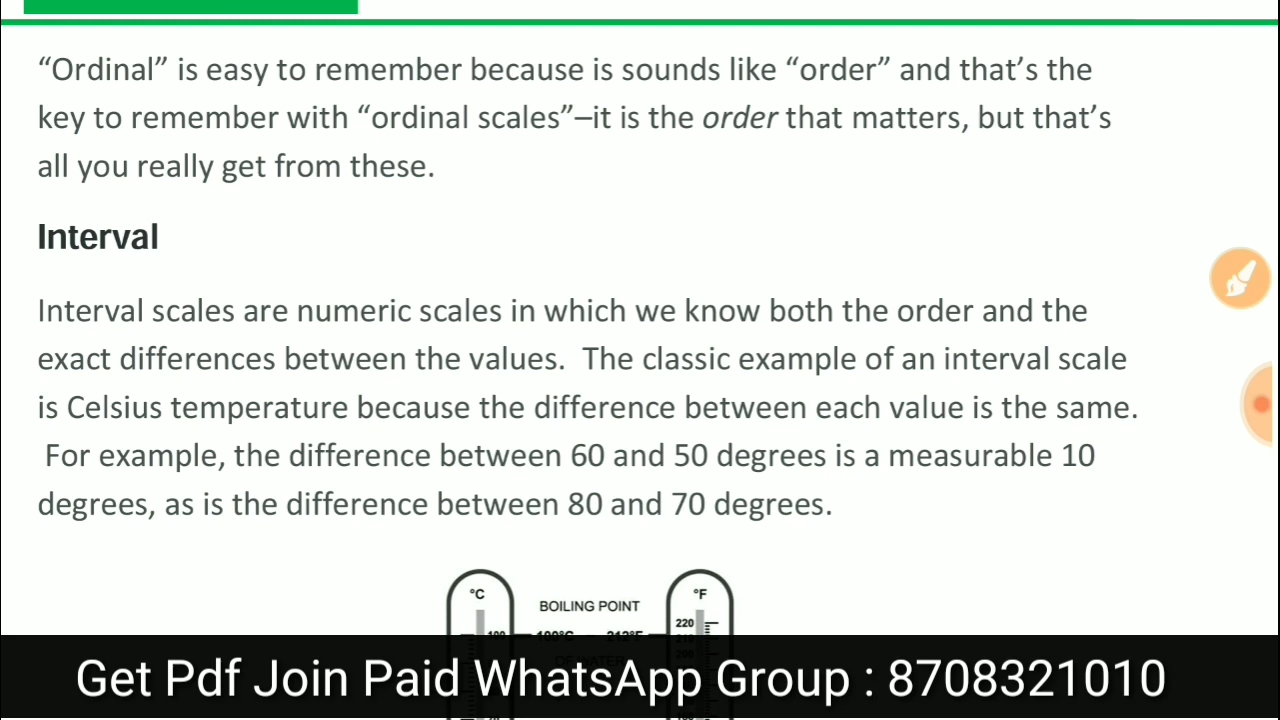 “Ordinal” is easy to remember because is sounds like “order” and that’s the
key to remember with “ordinal scales”–it is the order that matters, but that’s
all you really get from these.
Interval
Interval scales are numeric scales in which we know both the order and the
exact differences between the values.  The classic example of an interval scale
is Celsius temperature because the difference between each value is the same.
For example, the difference between 60 and 50 degrees is a measurable 10
degrees, as is the difference between 80 and 70 degrees.
°C
BOILING POINT
°F
220
100
100°C – 212°F
OF WATER
Get Pdf Join Paid WhatsApp Group : 8708321010